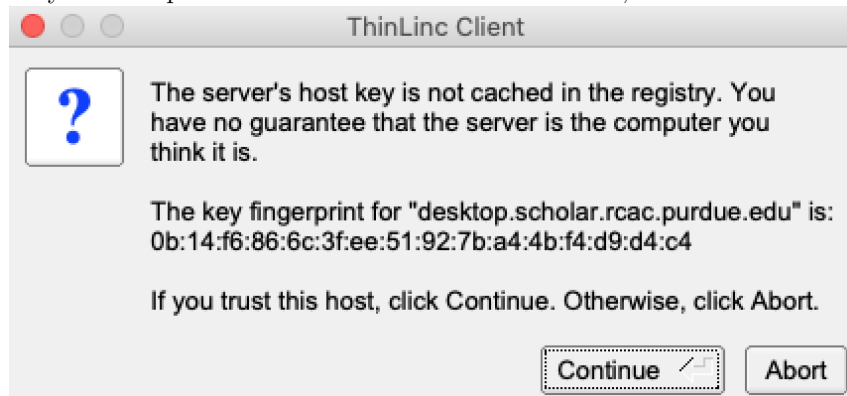 ThinLinc Client
?
The server's host key is not cached in the registry. You
have no guarantee that the server is the computer you
think it is.
The key fingerprint for "desktop.scholar.rcac.purdue.edu" is:
0b:14:f6:86:6c:3f:ee:51:92:7b:a4:4b:f4:d9:d4:c4
If you trust this host, click Continue. Otherwise, click Abort.
Continue Abort